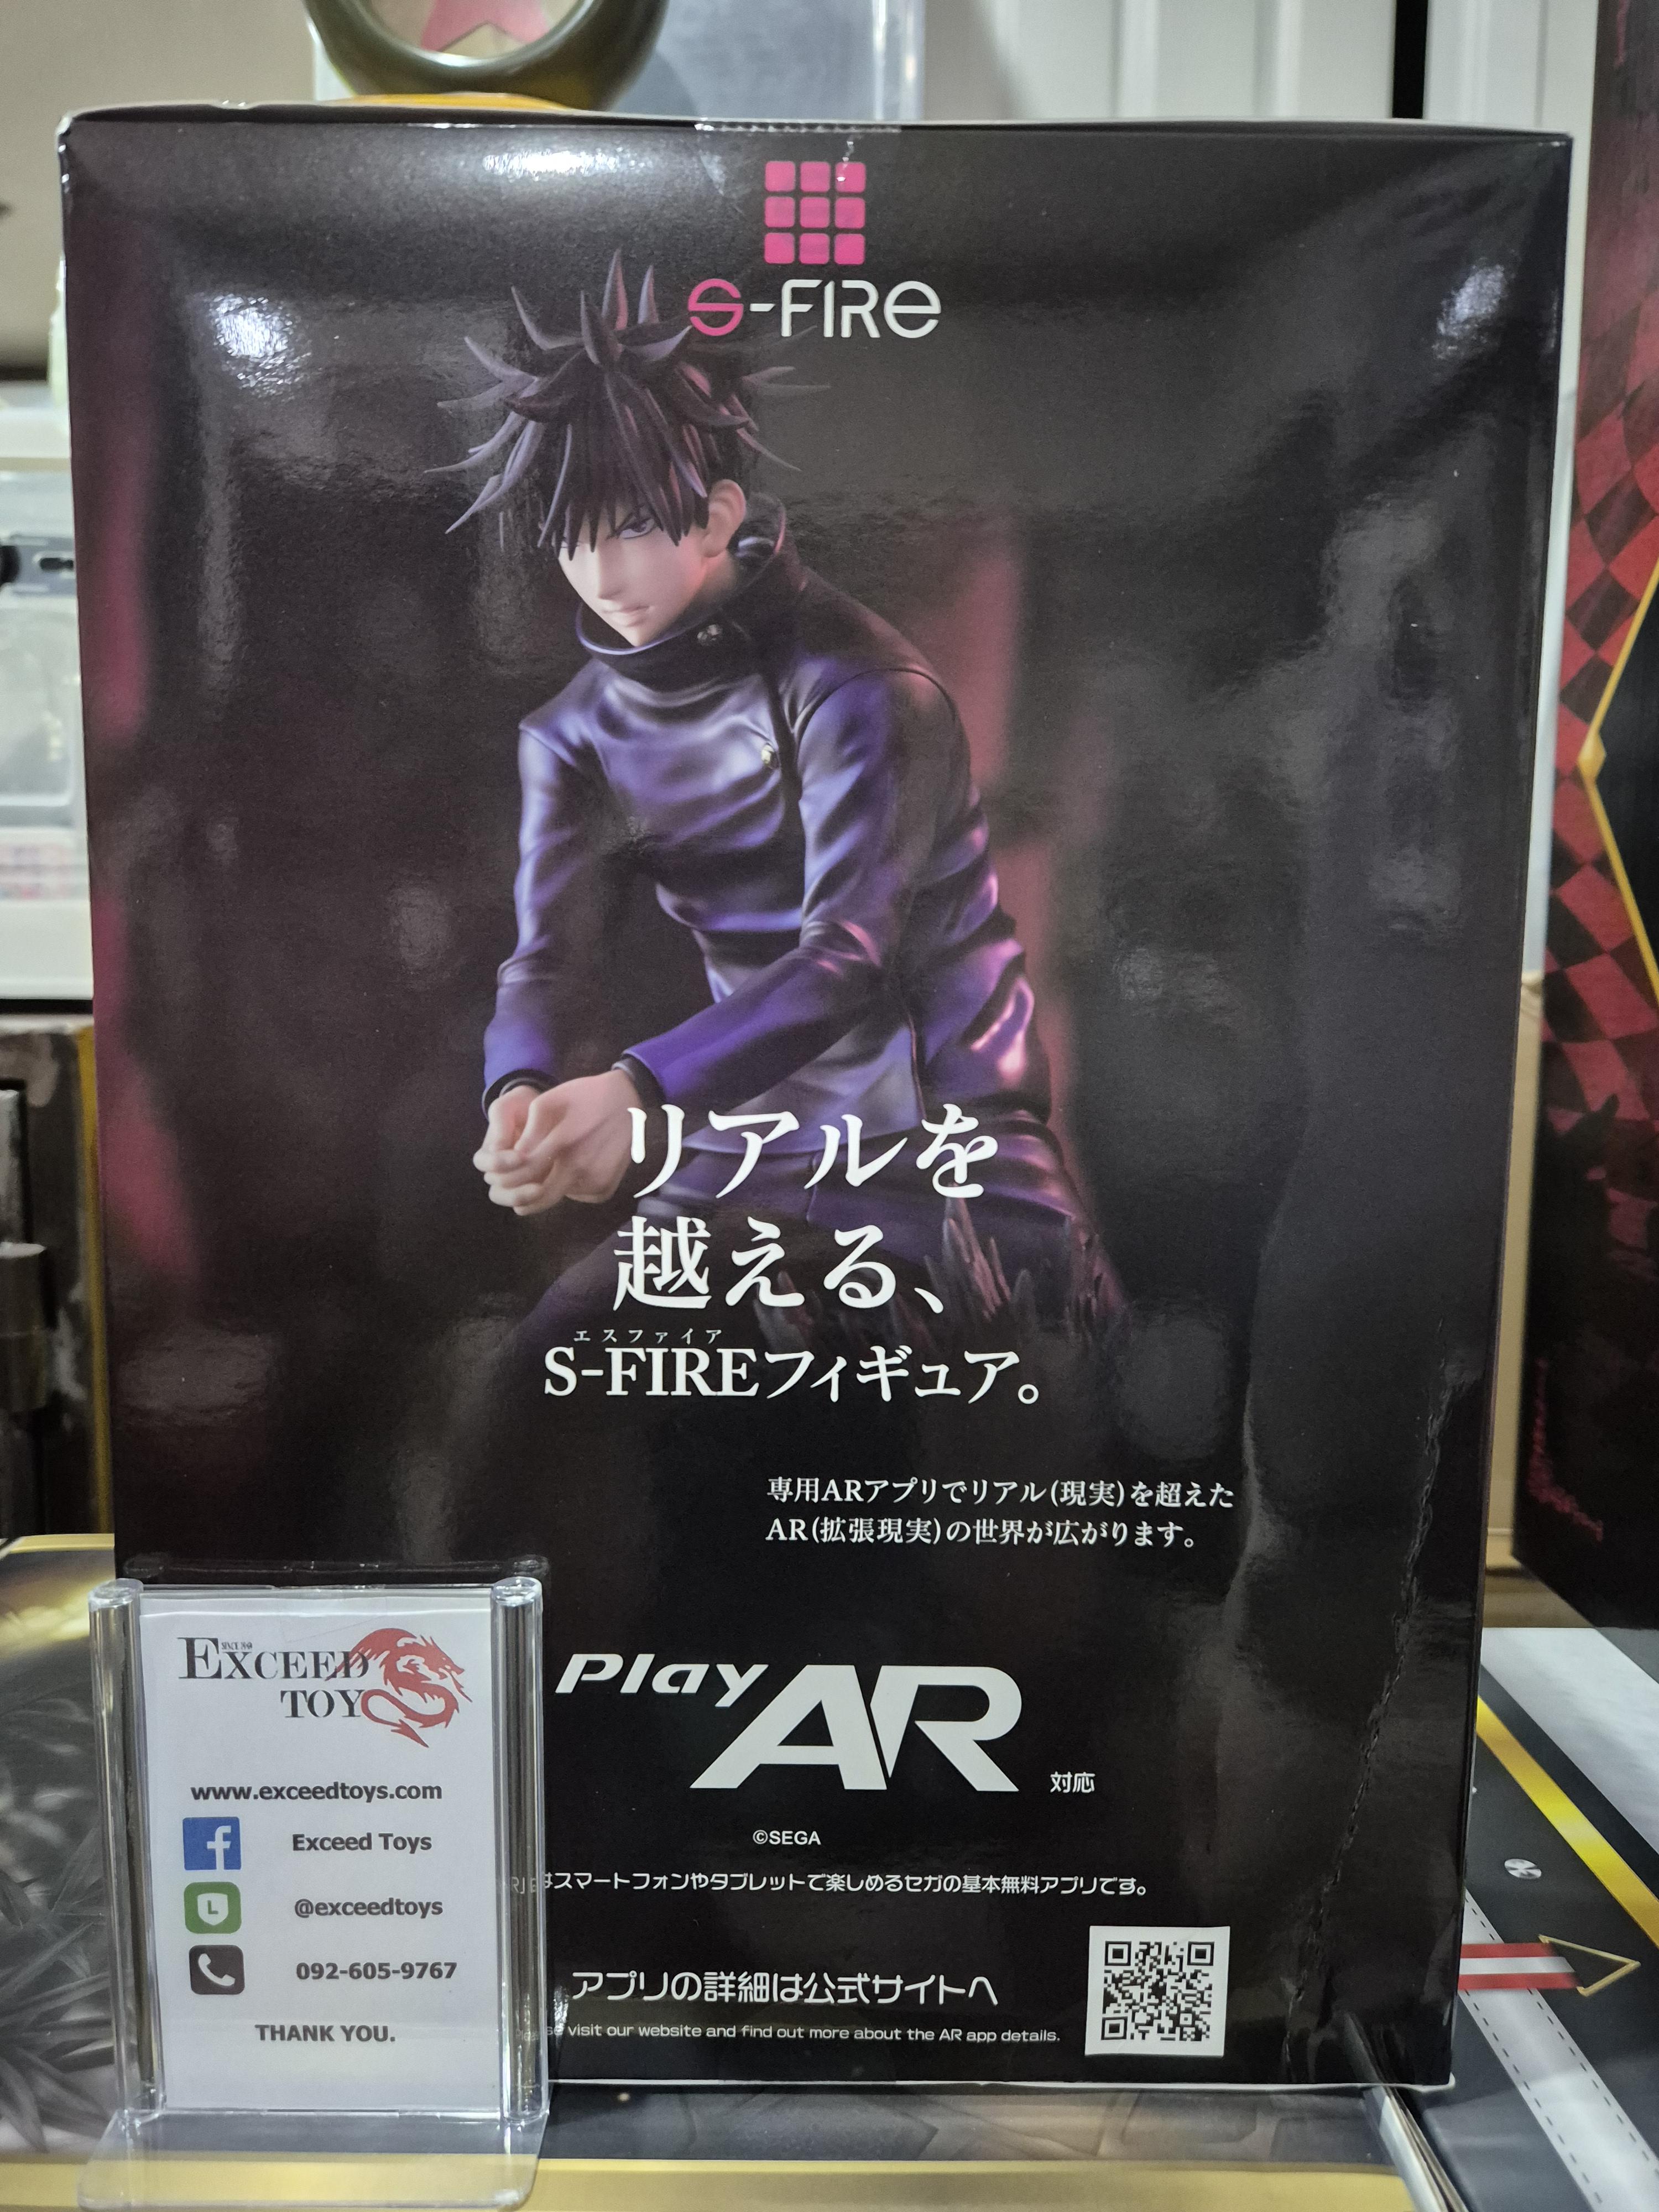 S-FIRE
リアルを
越える、
エスファイア
S-FIREフィギュア。
専用ARアプリでリアル(現実)を超えた
AR(拡張現実)の世界が広がります。
Play AR 対応
©SEGA
はスマートフォンやタブレットで楽しめるセガの基本無料アプリです。
アプリの詳細は公式サイトへ
visit our website and find out more about the AR app details.
SINCE
EXCEED
TOY
www.exceedtoys.com
Exceed Toys
L
@exceedtoys
092-605-9767
THANK YOU.